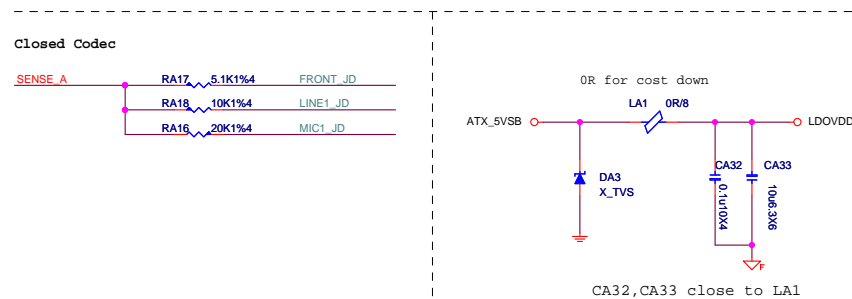 Closed Codec
SENSE_A
RA17 5.1K1%4 FRONT_JD
RA18 10K1%4 LINE1_JD
RA16 20K1%4 MIC1_JD
0R for cost down
LA1 0R/8
ATX_5VSB
LDOVDD
DA3
X_TVS
CA32
0.1u10X4
CA33
10u6.3X6
F
CA32,CA33 close to LA1